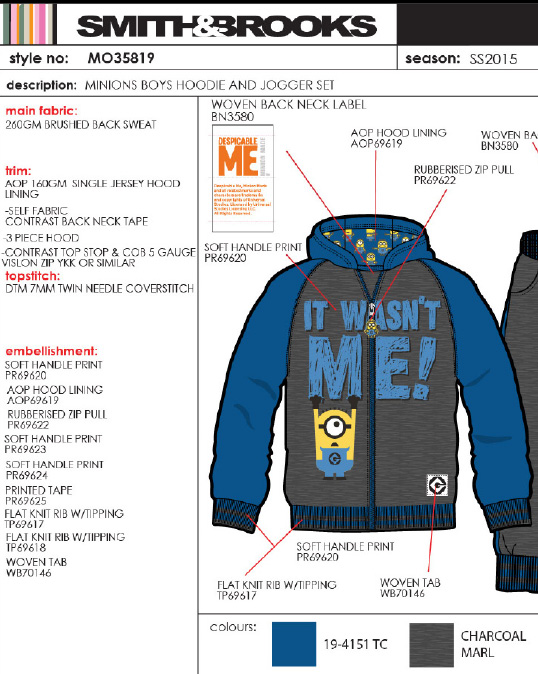 SMITH&BROOKS
style no: MO35819
season: SS2015
description: MINIONS BOYS HOODIE AND JOGGER SET
main fabric:
260GM BRUSHED BACK SWEAT
trim:
AOP 160GM SINGLE JERSEY HOOD
LINING
-SELF FABRIC
CONTRAST BACK NECK TAPE
-3 PIECE HOOD
-CONTRAST TOP STOP & COB 5 GAUGE
VISLON ZIP YKK OR SIMILAR
topstitch:
DTM 7MM TWIN NEEDLE COVERSTITCH
embellishment:
SOFT HANDLE PRINT
PR69620
AOP HOOD LINING
AOP69619
RUBBERISED ZIP PULL
PR69622
SOFT HANDLE PRINT
PR69623
SOFT HANDLE PRINT
PR69624
PRINTED TAPE
PR69625
FLAT KNIT RIB W/TIPPING
TP69617
FLAT KNIT RIB W/TIPPING
TP69618
WOVEN TAB
WB70146
WOVEN BACK NECK LABEL
BN3580
DESPICABLE
ME
AOP HOOD LINING
AOP69619
WOVEN BA
BN3580
RUBBERISED ZIP PULL
PR69622
SOFT HANDLE PRINT
PR69620
IT WASN'T
ME!
G
G
SOFT HANDLE PRINT
PR69620
FLAT KNIT RIB W/TIPPING
TP69617
WOVEN TAB
WB70146
colours:
19-4151 TC
CHARCOAL
MARL